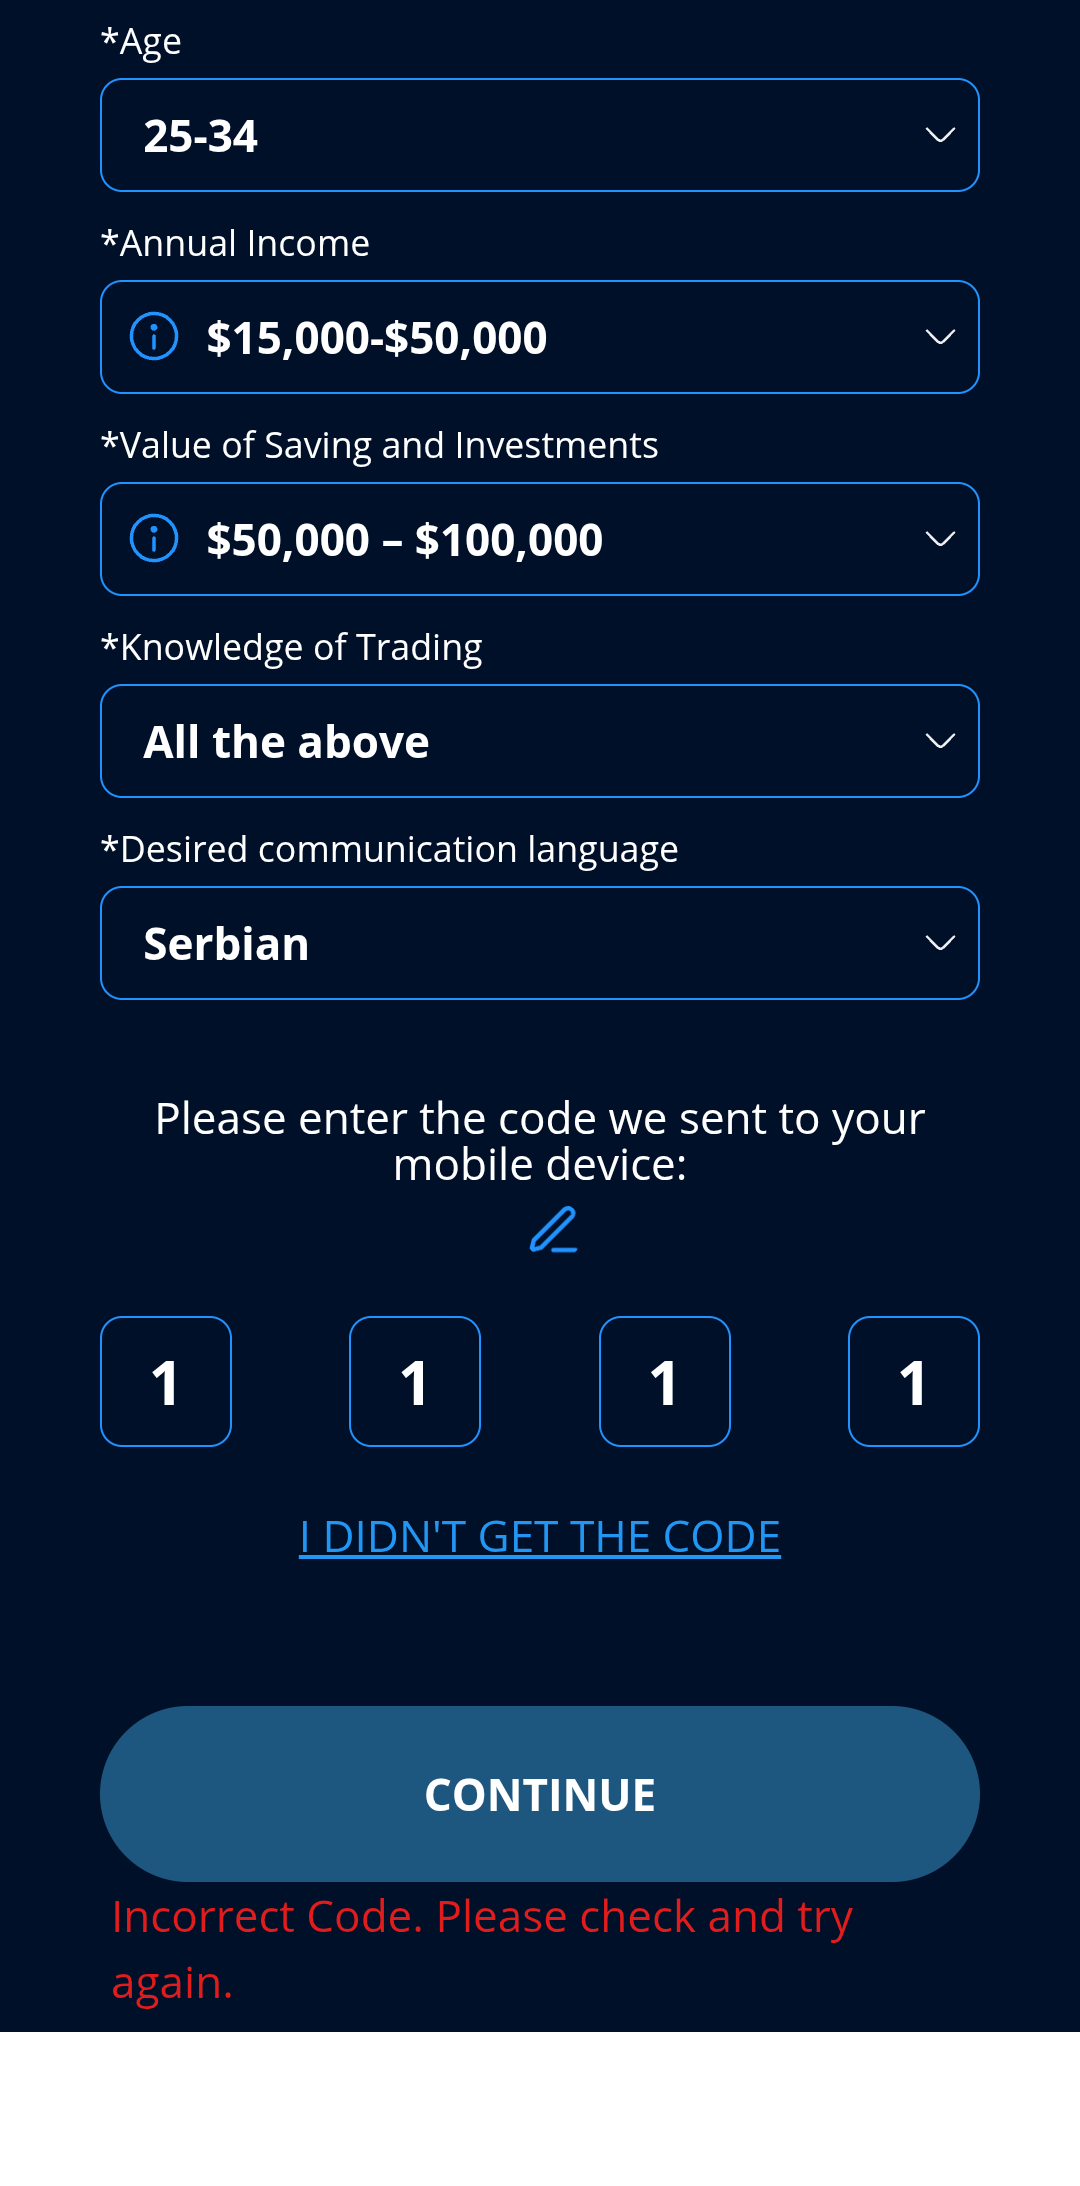 *Age
25-34
*Annual Income
$15,000-$50,000
*Value of Saving and Investments
$50,000 – $100,000
*Knowledge of Trading
All the above
*Desired communication language
Serbian
Please enter the code we sent to your
mobile device:
1 1 1 1
I DIDN'T GET THE CODE
CONTINUE
Incorrect Code. Please check and try
again.